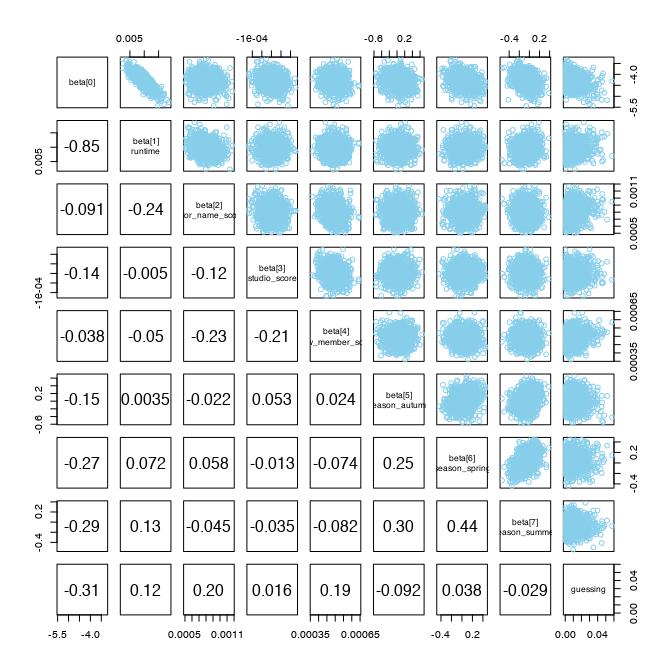 0.005 -1e-04 -0.6 0.2 -0.4 0.2
beta[0] -5.5 -4.0
0.005 -0.85 beta[1]
runtime
-0.091 -0.24 beta[2] 0.0005 0.0011
-0.14 -0.005 -0.12 beta[3]
studio_score
-1e-04
-0.038 -0.05 -0.23 -0.21 beta[4] 0.00035 0.00065
-0.6 0.2 -0.15 0.0035 -0.022 0.053 0.024 beta[5]
eason_autum
-0.27 0.072 0.058 -0.013 -0.074 0.25 beta[6] -0.4 0.2
eason_spring
-0.4 0.2 -0.29 0.13 -0.045 -0.035 -0.082 0.30 0.44 beta[7]
eason_summe
-0.31 0.12 0.20 0.016 0.19 -0.092 0.038 -0.029 guessing 0.00 0.04
-5.5 -4.0 0.0005 0.0011 0.00035 0.00065 -0.4 0.2 0.00 0.04